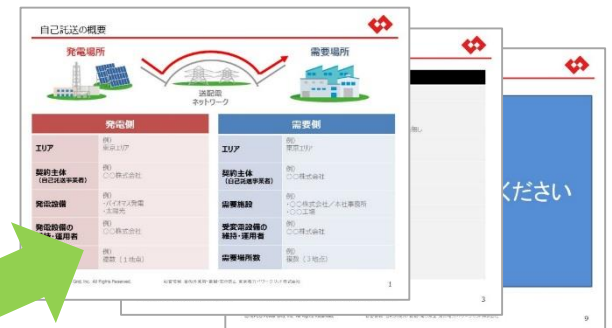 自己託送の概要
発電場所
需要場所
送配電
ネットワーク
発電側
需要側
エリア
例)
東京エリア
エリア
例)
東京エリア
契約主体
(自己託送事業者)
例)
○○株式会社
契約主体
(自己託送事業者)
例)
○○株式会社
発電設備
例)
・バイオマス発電
・太陽光
需要施設
例)
・○○株式会社/本社事務所
・○○工場
発電設備の
維持・運用者
例)
○○株式会社
受変電設備の
維持・運用者
例)
○○株式会社
例)
複数(1地点)
需要場所数
例)
複数(2地点)
1
3
ください
9